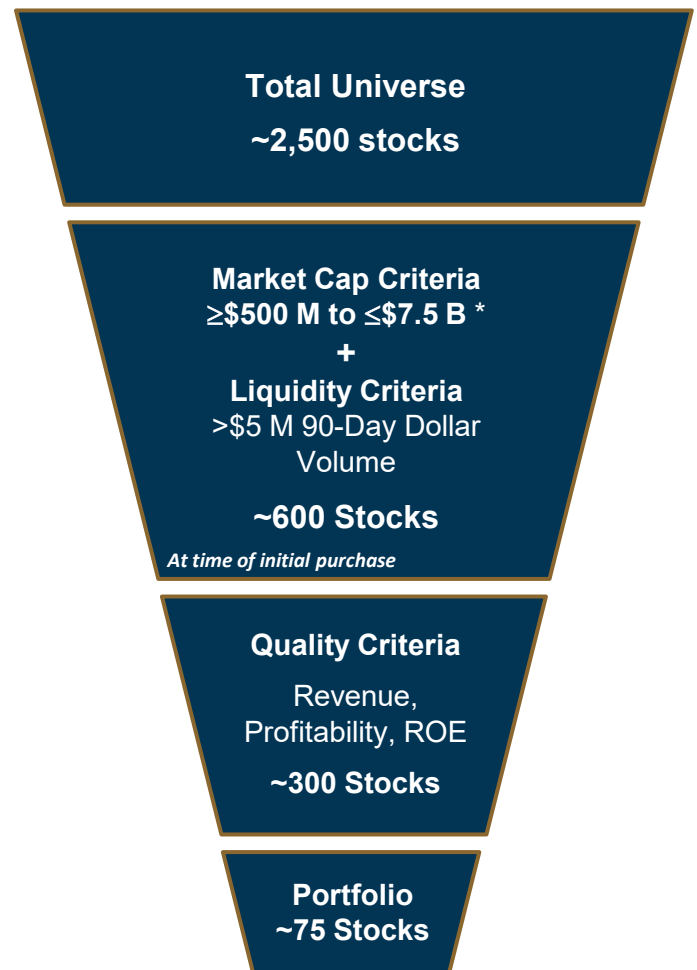 Total Universe
~2,500 stocks
Market Cap Criteria
≥$500 M to ≤$7.5 B *
+
Liquidity Criteria
>$5 M 90-Day Dollar
Volume
~600 Stocks
At time of initial purchase
Quality Criteria
Revenue,
Profitability, ROE
~300 Stocks
Portfolio
~75 Stocks